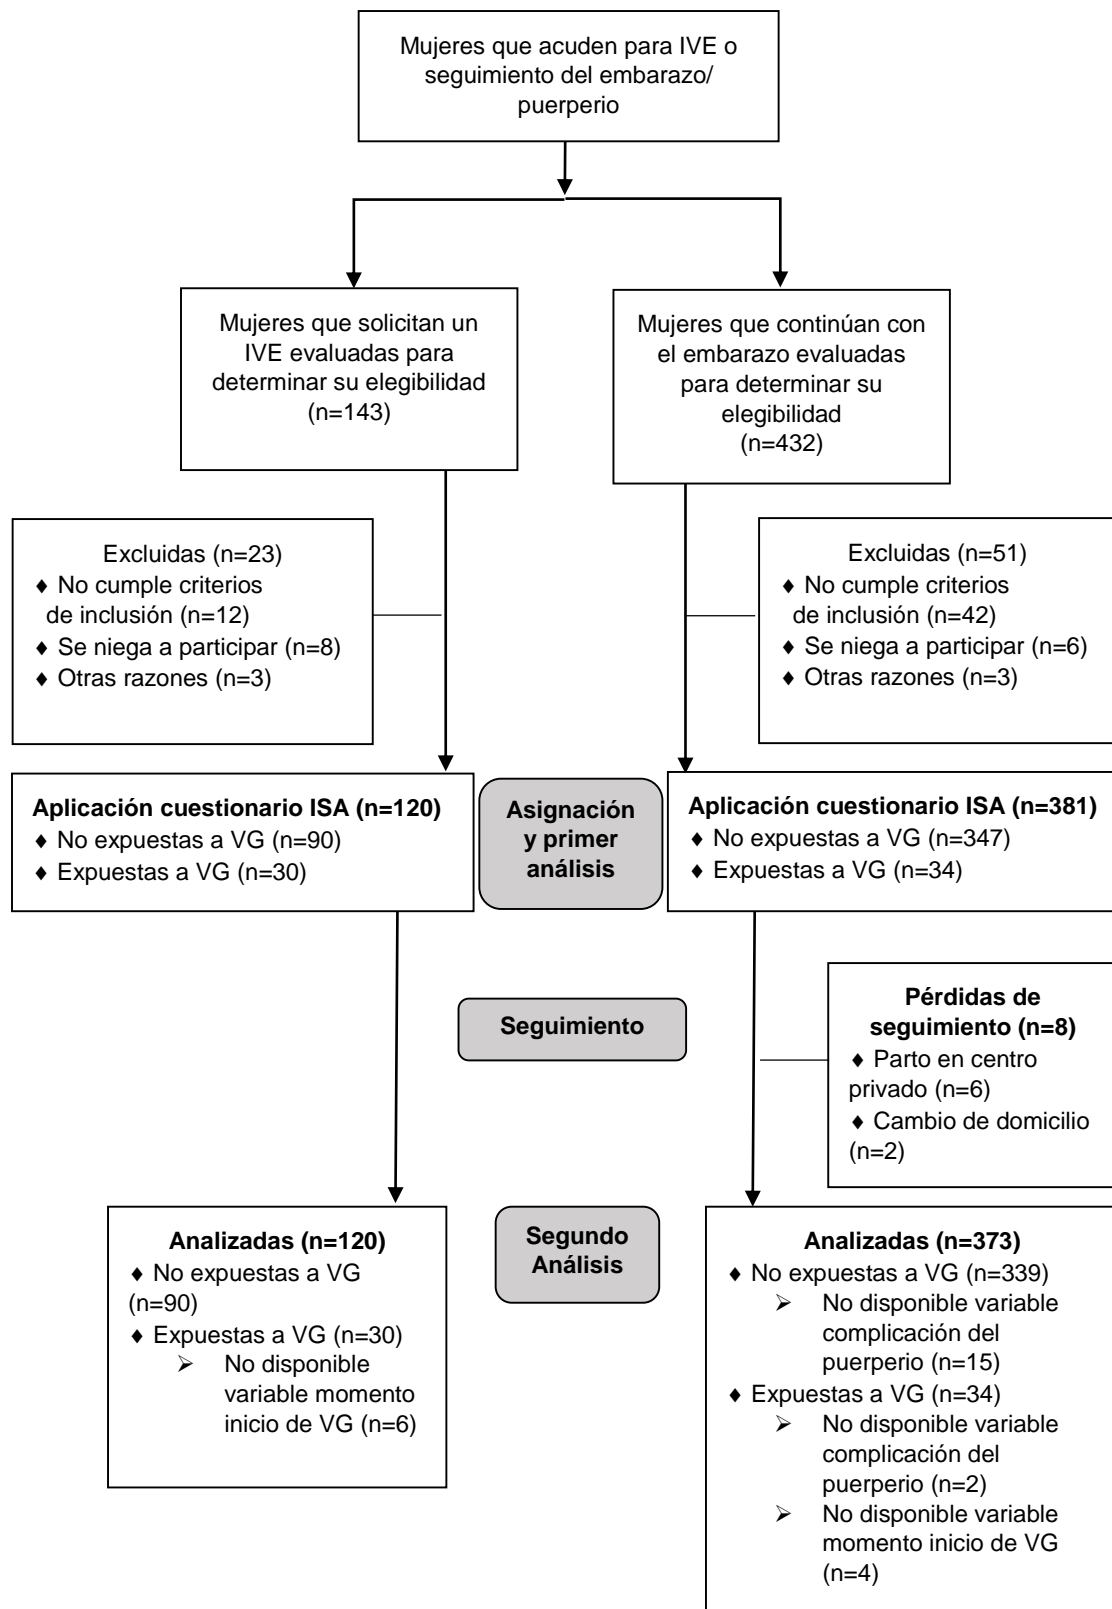 Mujeres que acuden para IVE o
seguimiento del embarazo/
puerperio
Mujeres que solicitan un
IVE evaluadas para
determinar su elegibilidad
(n=143)
Mujeres que continúan con
el embarazo evaluadas
para determinar su
elegibilidad
(n=432)
Excluidas (n=23)
♦ No cumple criterios
de inclusión (n=12)
♦ Se niega a participar (n=8)
♦ Otras razones (n=3)
Excluidas (n=51)
♦ No cumple criterios
de inclusión (n=42)
♦ Se niega a participar (n=6)
♦ Otras razones (n=3)
Aplicación cuestionario ISA (n=120)
♦ No expuestas a VG (n=90)
♦ Expuestas a VG (n=30)
Asignación
y primer
análisis
Aplicación cuestionario ISA (n=381)
♦ No expuestas a VG (n=347)
♦ Expuestas a VG (n=34)
Seguimiento
Pérdidas de
seguimiento (n=8)
♦ Parto en centro
privado (n=6)
♦ Cambio de domicilio
(n=2)
Analizadas (n=120)
♦ No expuestas a VG
(n=90)
♦ Expuestas a VG (n=30)
➢ No disponible
variable momento
inicio de VG (n=6)
Segundo
Análisis
Analizadas (n=373)
♦ No expuestas a VG (n=339)
➢ No disponible variable
complicación del
puerperio (n=15)
♦ Expuestas a VG (n=34)
➢ No disponible variable
complicación del
puerperio (n=2)
➢ No disponible variable
momento inicio de VG
(n=4)